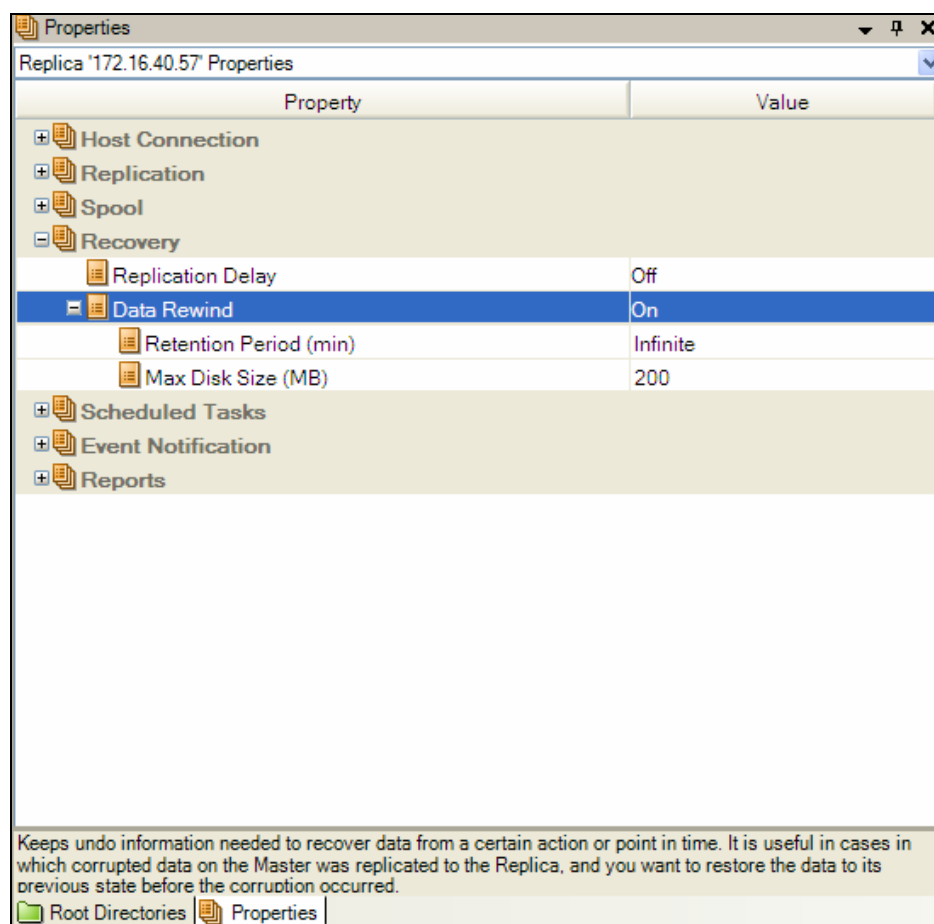 Properties
Replica '172.16.40.57' Properties
Property Value
Host Connection
Replication
Spool
Recovery
Replication Delay Off
Data Rewind On
Retention Period (min) Infinite
Max Disk Size (MB) 200
Scheduled Tasks
Event Notification
Reports
Keeps undo information needed to recover data from a certain action or point in time. It is useful in cases in
which corrupted data on the Master was replicated to the Replica, and you want to restore the data to its
previous state before the corruption occurred.
Root Directories Properties